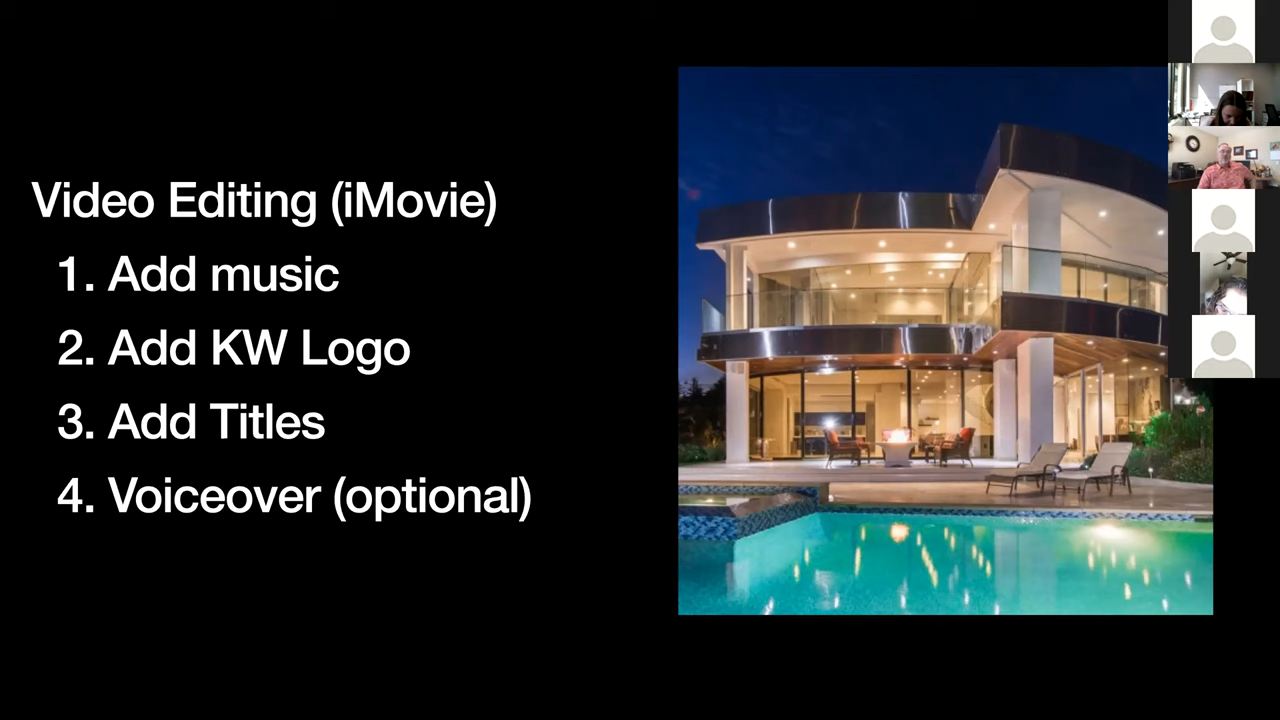 Video Editing (iMovie)
1. Add music
2. Add KW Logo
3. Add Titles
4. Voiceover (optional)